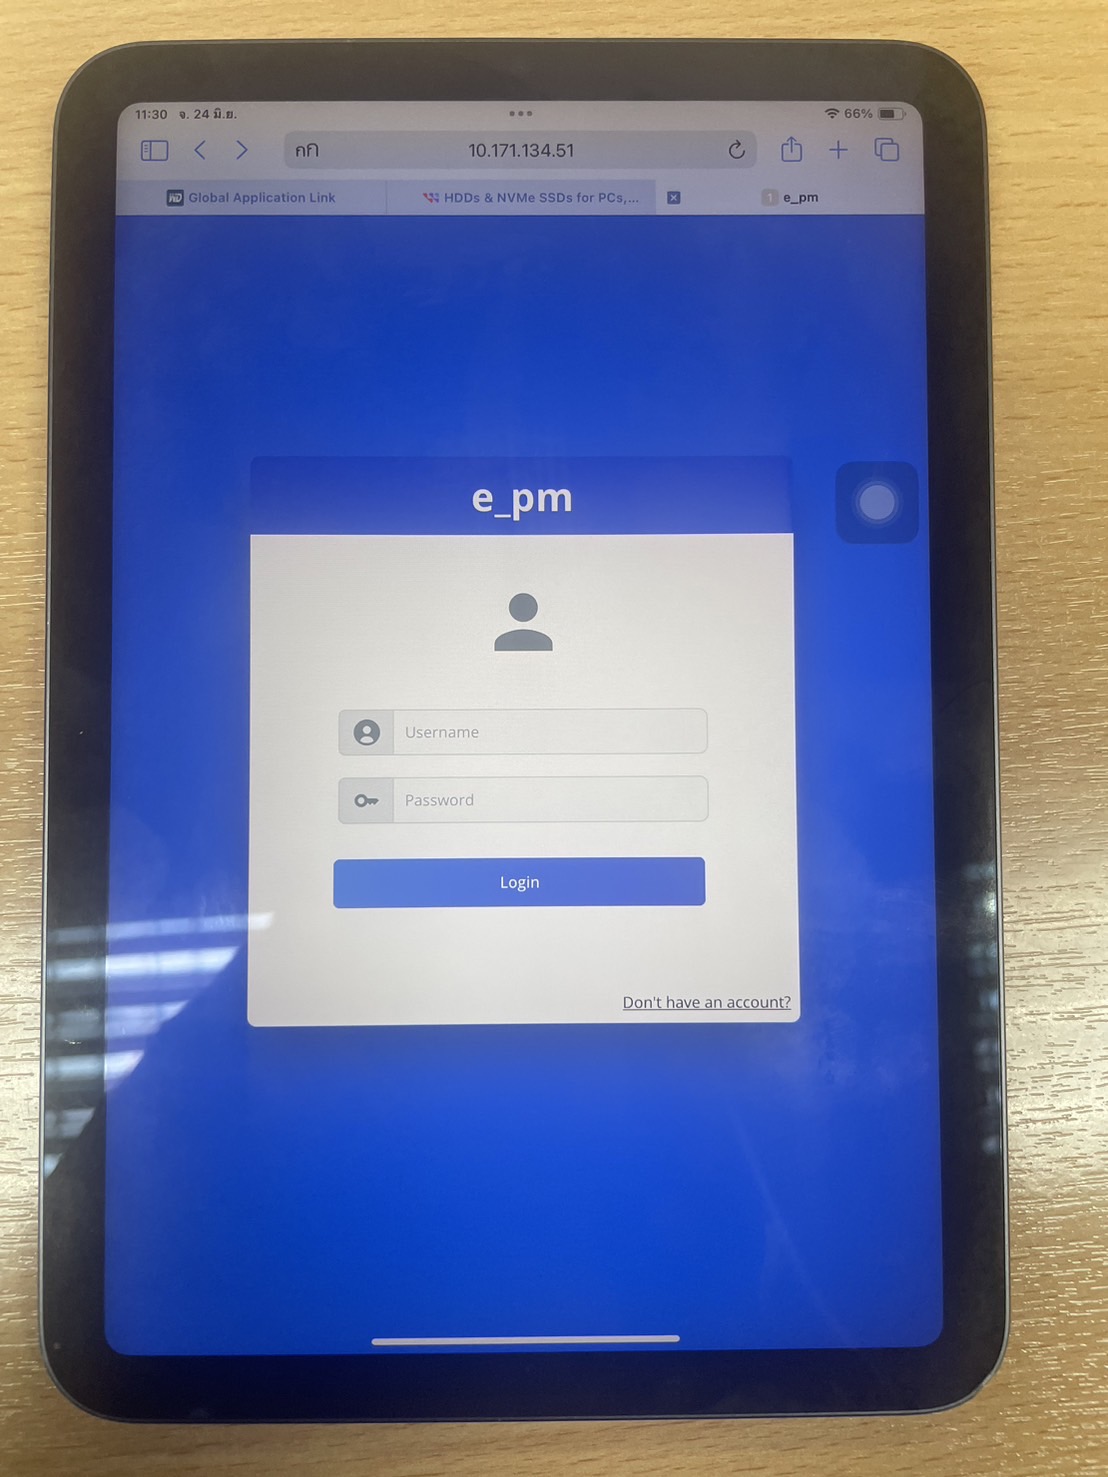 11:30 จ. 24 มิ.ย. 66%
กก 10.171.134.51
Global Application Link HDDs & NVMe SSDs for PCs,... 1 e_pm
e_pm
Username
Password
Login
Don't have an account?